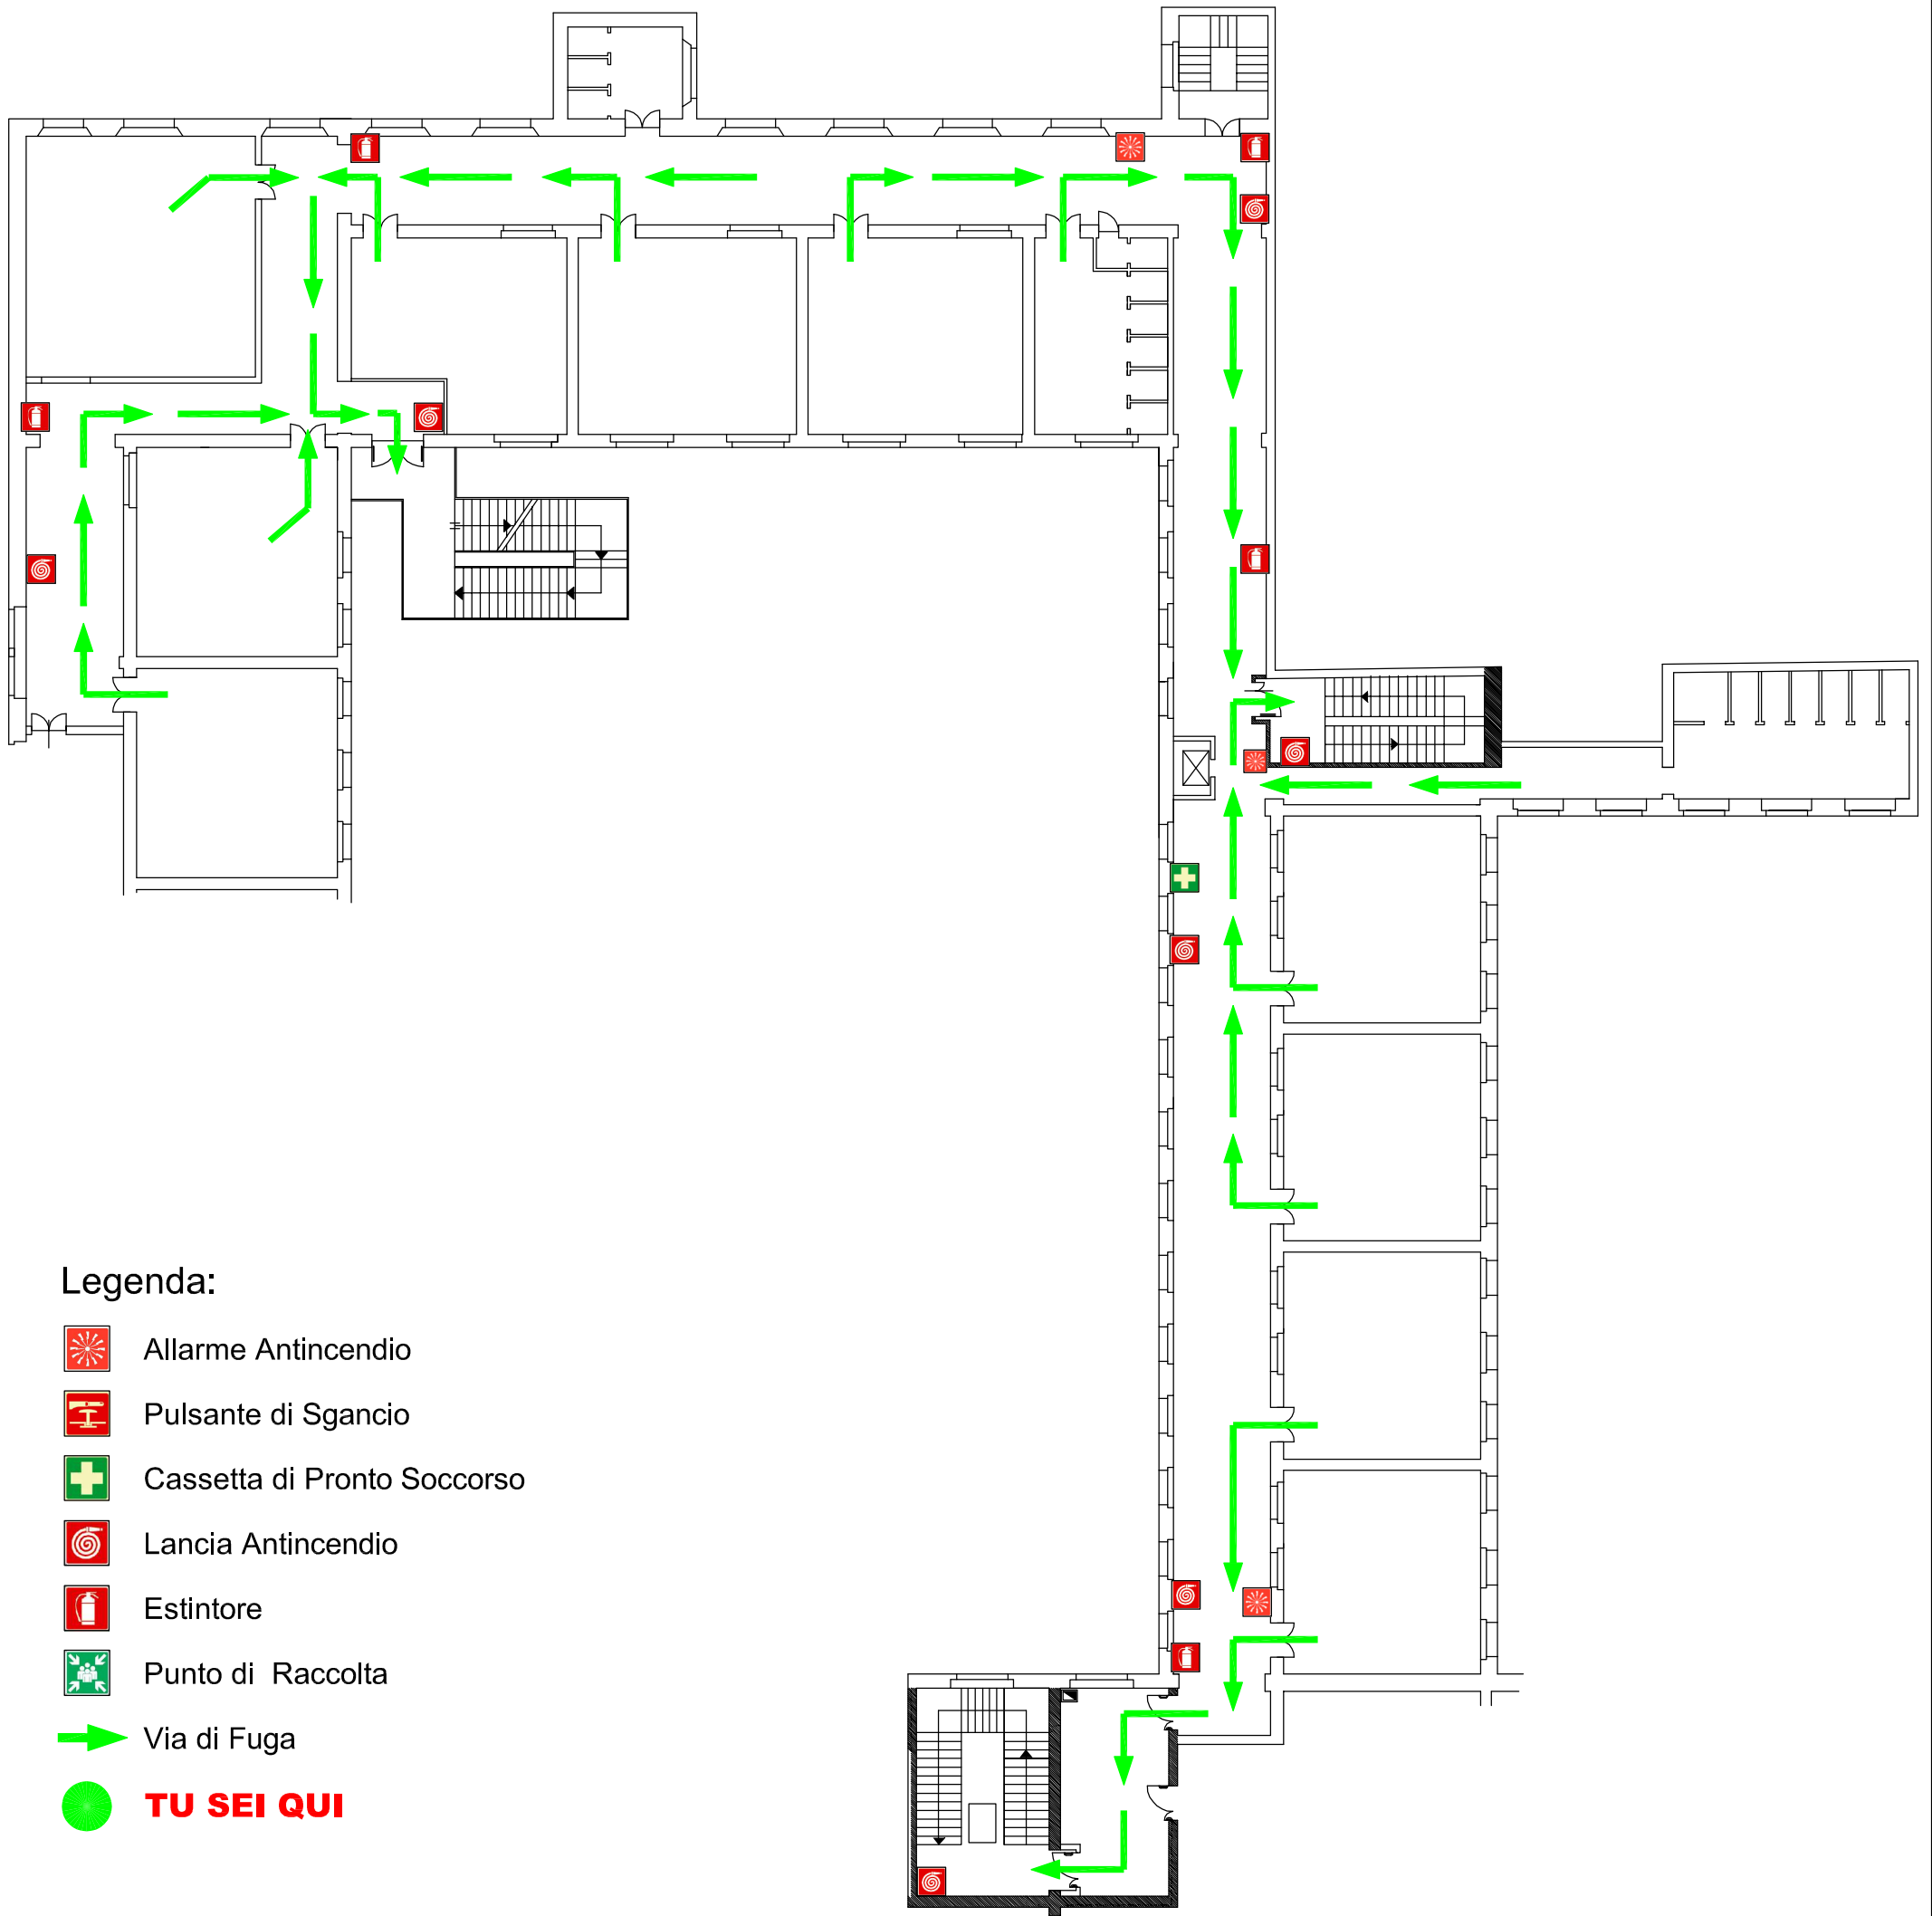 Legenda:
Allarme Antincendio
Pulsante di Sgancio
Cassetta di Pronto Soccorso
Lancia Antincendio
Estintore
Punto di  Raccolta
Via di Fuga
TU SEI QUI